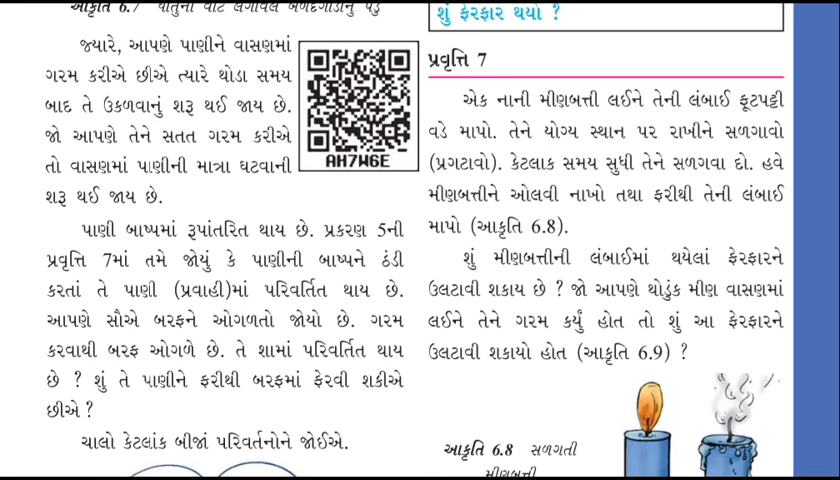 આકૃતિ 6.7 ધાતુની વાટ લગાવેલ બળદગાડાનું પૈડું
જ્યારે, આપણે પાણીને વાસણમાં
ગરમ કરીએ છીએ ત્યારે થોડા સમય
બાદ તે ઉકળવાનું શરૂ થઈ જાય છે.
જો આપણે તેને સતત ગરમ કરીએ
તો વાસણમાં પાણીની માત્રા ઘટવાની
શરૂ થઈ જાય છે.
AH7W6E
પાણી બાષ્પમાં રૂપાંતરિત થાય છે. પ્રકરણ 5ની
પ્રવૃત્તિ 7માં તમે જોયું કે પાણીની બાષ્પને ઠંડી
કરતાં તે પાણી (પ્રવાહી)માં પરિવર્તિત થાય છે.
આપણે સૌએ બરફને ઓગળતો જોયો છે. ગરમ
કરવાથી બરફ ઓગળે છે. તે શામાં પરિવર્તિત થાય
છે ? શું તે પાણીને ફરીથી બરફમાં ફેરવી શકીએ
છીએ ?
ચાલો કેટલાંક બીજાં પરિવર્તનોને જોઈએ.
શું ફેરફાર થયો ?
પ્રવૃત્તિ 7
એક નાની મીણબત્તી લઈને તેની લંબાઈ ફૂટપટ્ટી
વડે માપો. તેને યોગ્ય સ્થાન પર રાખીને સળગાવો
(પ્રગટાવો). કેટલાક સમય સુધી તેને સળગવા દો. હવે
મીણબત્તીને ઓલવી નાખો તથા ફરીથી તેની લંબાઈ
માપો (આકૃતિ 6.8).
શું મીણબત્તીની લંબાઈમાં થયેલાં ફેરફારને
ઉલટાવી શકાય છે ? જો આપણે થોડુંક મીણ વાસણમાં
લઈને તેને ગરમ કર્યું હોત તો શું આ ફેરફારને
ઉલટાવી શકાયો હોત (આકૃતિ 6.9) ?
આકૃતિ 6.8 સળગતી
મીણબત્તી